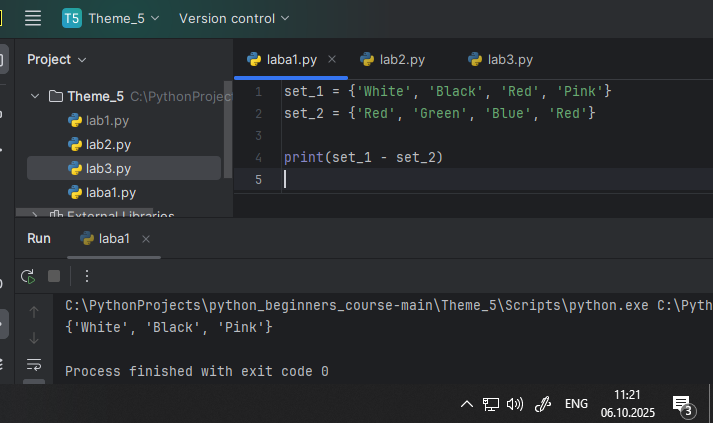 T5 Theme_5 Version control
Project
laba1.py lab2.py lab3.py
Theme_5 C:\PythonProjec
lab1.py
lab2.py
lab3.py
laba1.py
External Libraries
1 set_1 = {'White', 'Black', 'Red', 'Pink'}
2 set_2 = {'Red', 'Green', 'Blue', 'Red'}
3
4 print(set_1 - set_2)
5
Run laba1
C:\PythonProjects\python_beginners_course-main\Theme_5\Scripts\python.exe C:\Pyth
{'White', 'Black', 'Pink'}
Process finished with exit code 0
ENG 11:21
06.10.2025 3